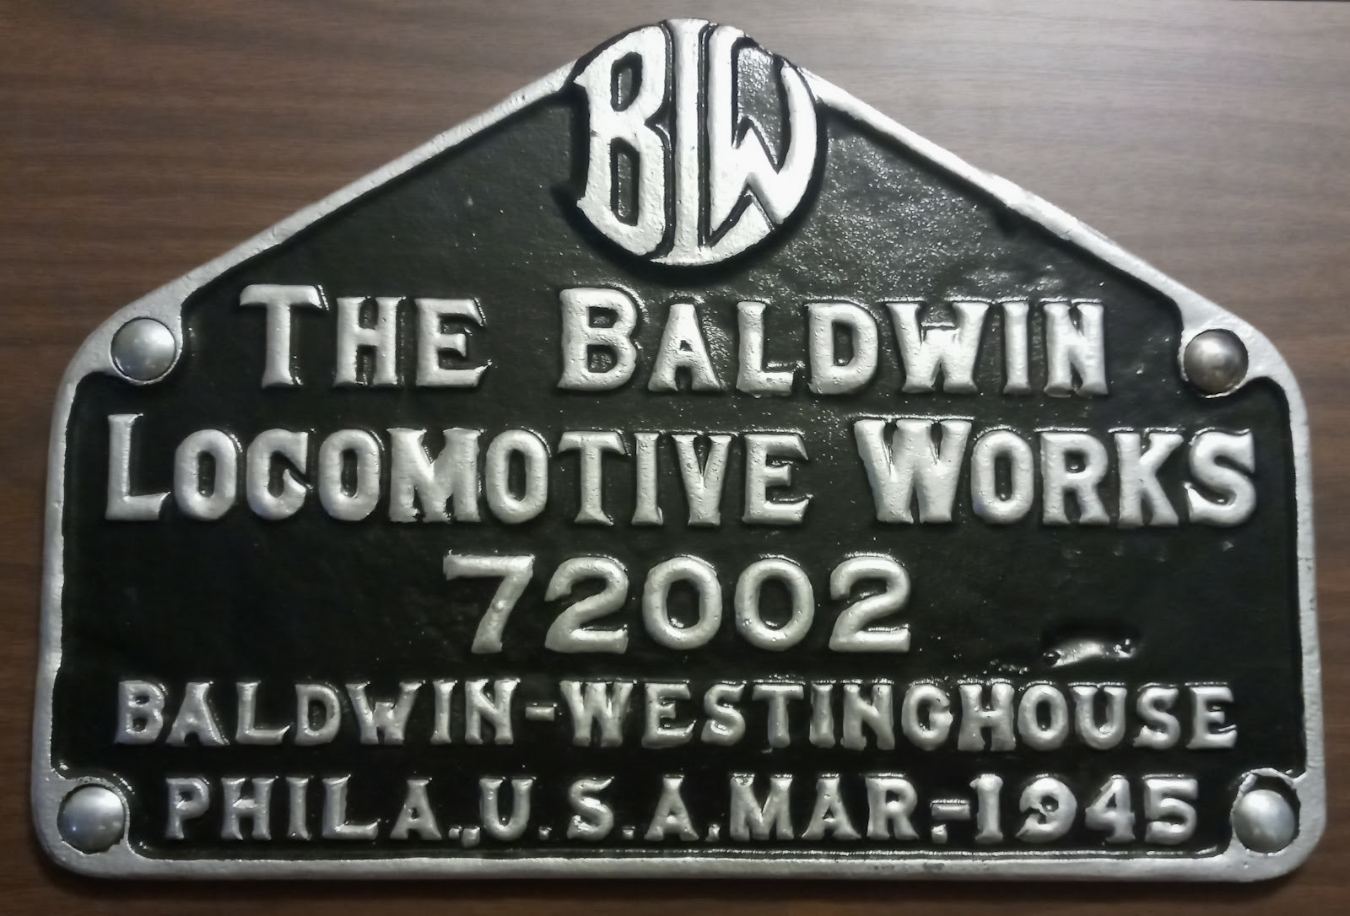 BLW
THE BALDWIN
LOCOMOTIVE WORKS
72002
BALDWIN-WESTINGHOUSE
PHILA., U.S.A. MAR.-1945